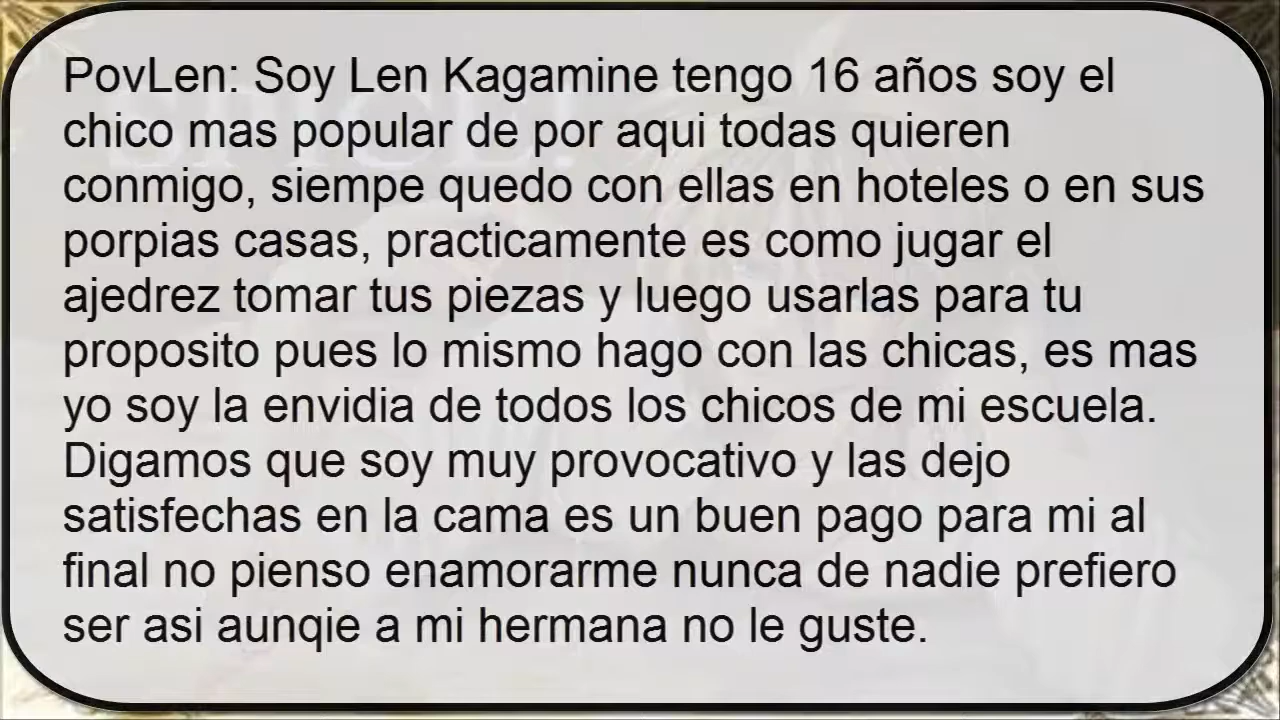 PovLen: Soy Len Kagamine tengo 16 años soy el
chico mas popular de por aqui todas quieren
conmigo, siempe quedo con ellas en hoteles o en sus
porpias casas, practicamente es como jugar el
ajedrez tomar tus piezas y luego usarlas para tu
proposito pues lo mismo hago con las chicas, es mas
yo soy la envidia de todos los chicos de mi escuela.
Digamos que soy muy provocativo y las dejo
satisfechas en la cama es un buen pago para mi al
final no pienso enamorarme nunca de nadie prefiero
ser asi aunqie a mi hermana no le guste.